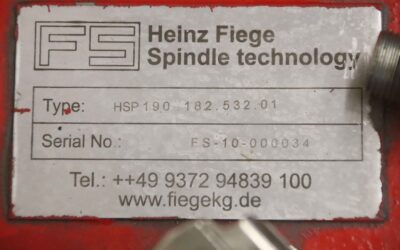 FS Heinz Fiege
Spindle technology
Type: HSP190 182.532.01
Serial No.: FS-10-000034
Tel.: ++49 9372 94839 100
www.fiegekg.de